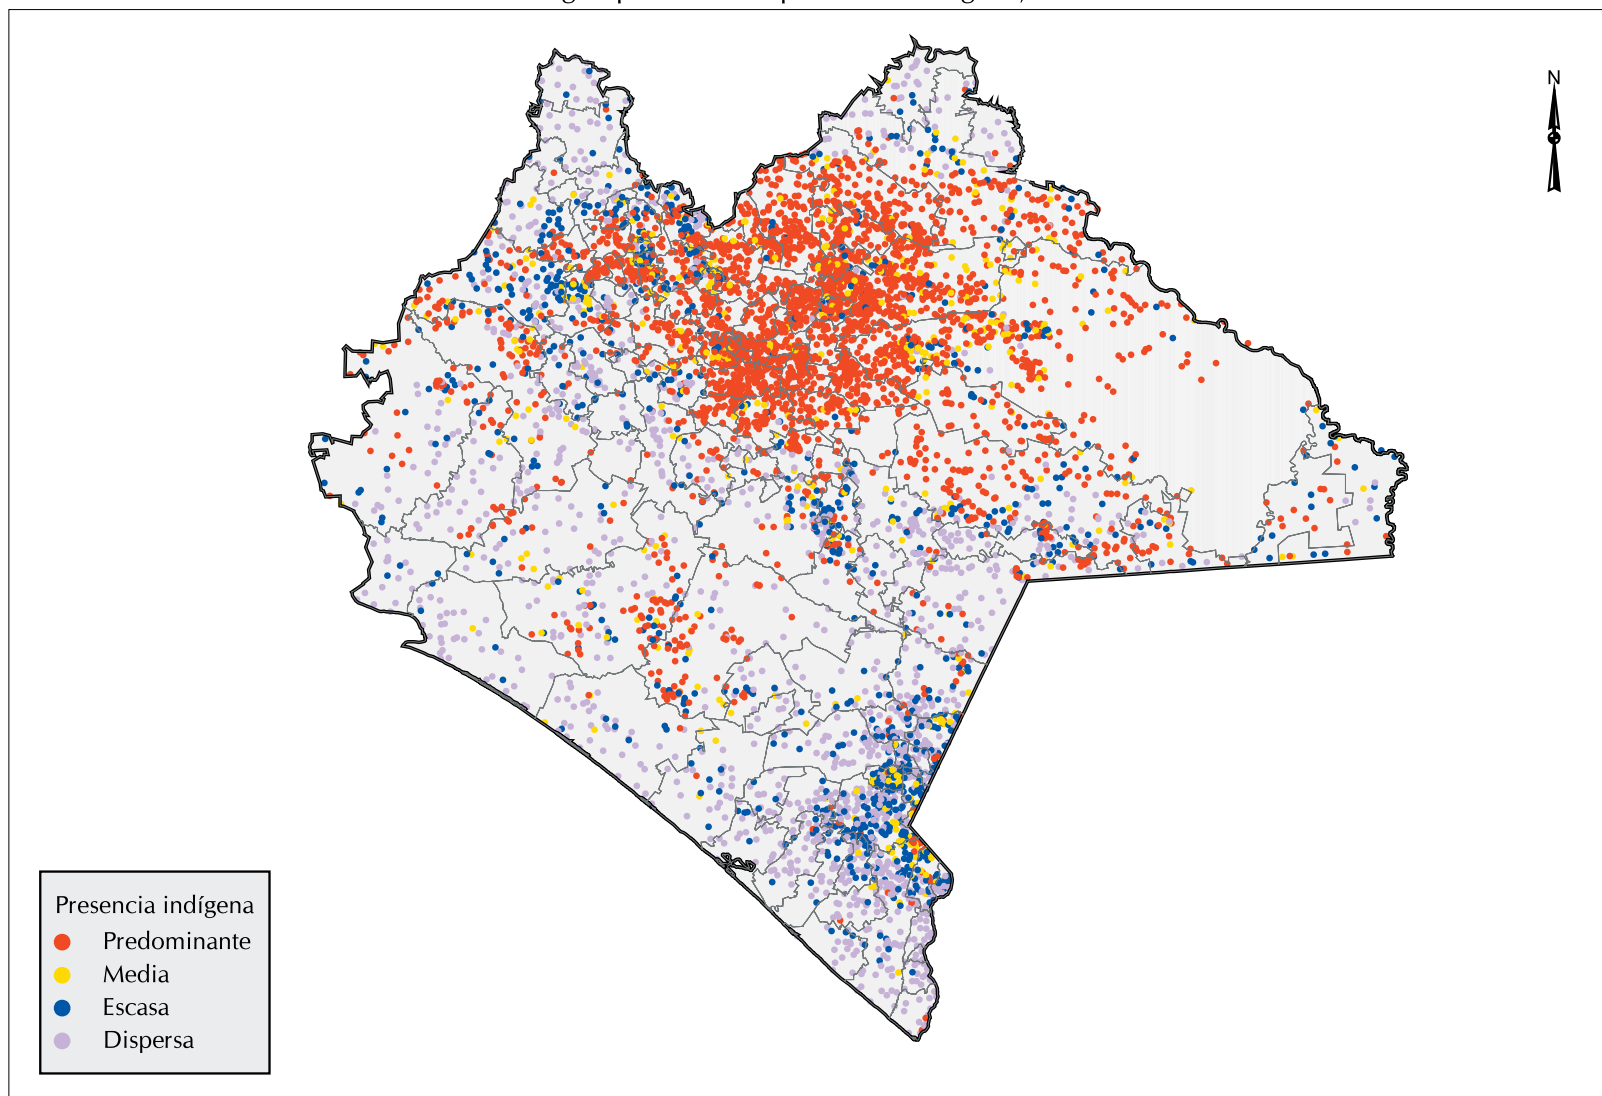 N
Presencia indígena
Predominante
Media
Escasa
Dispersa